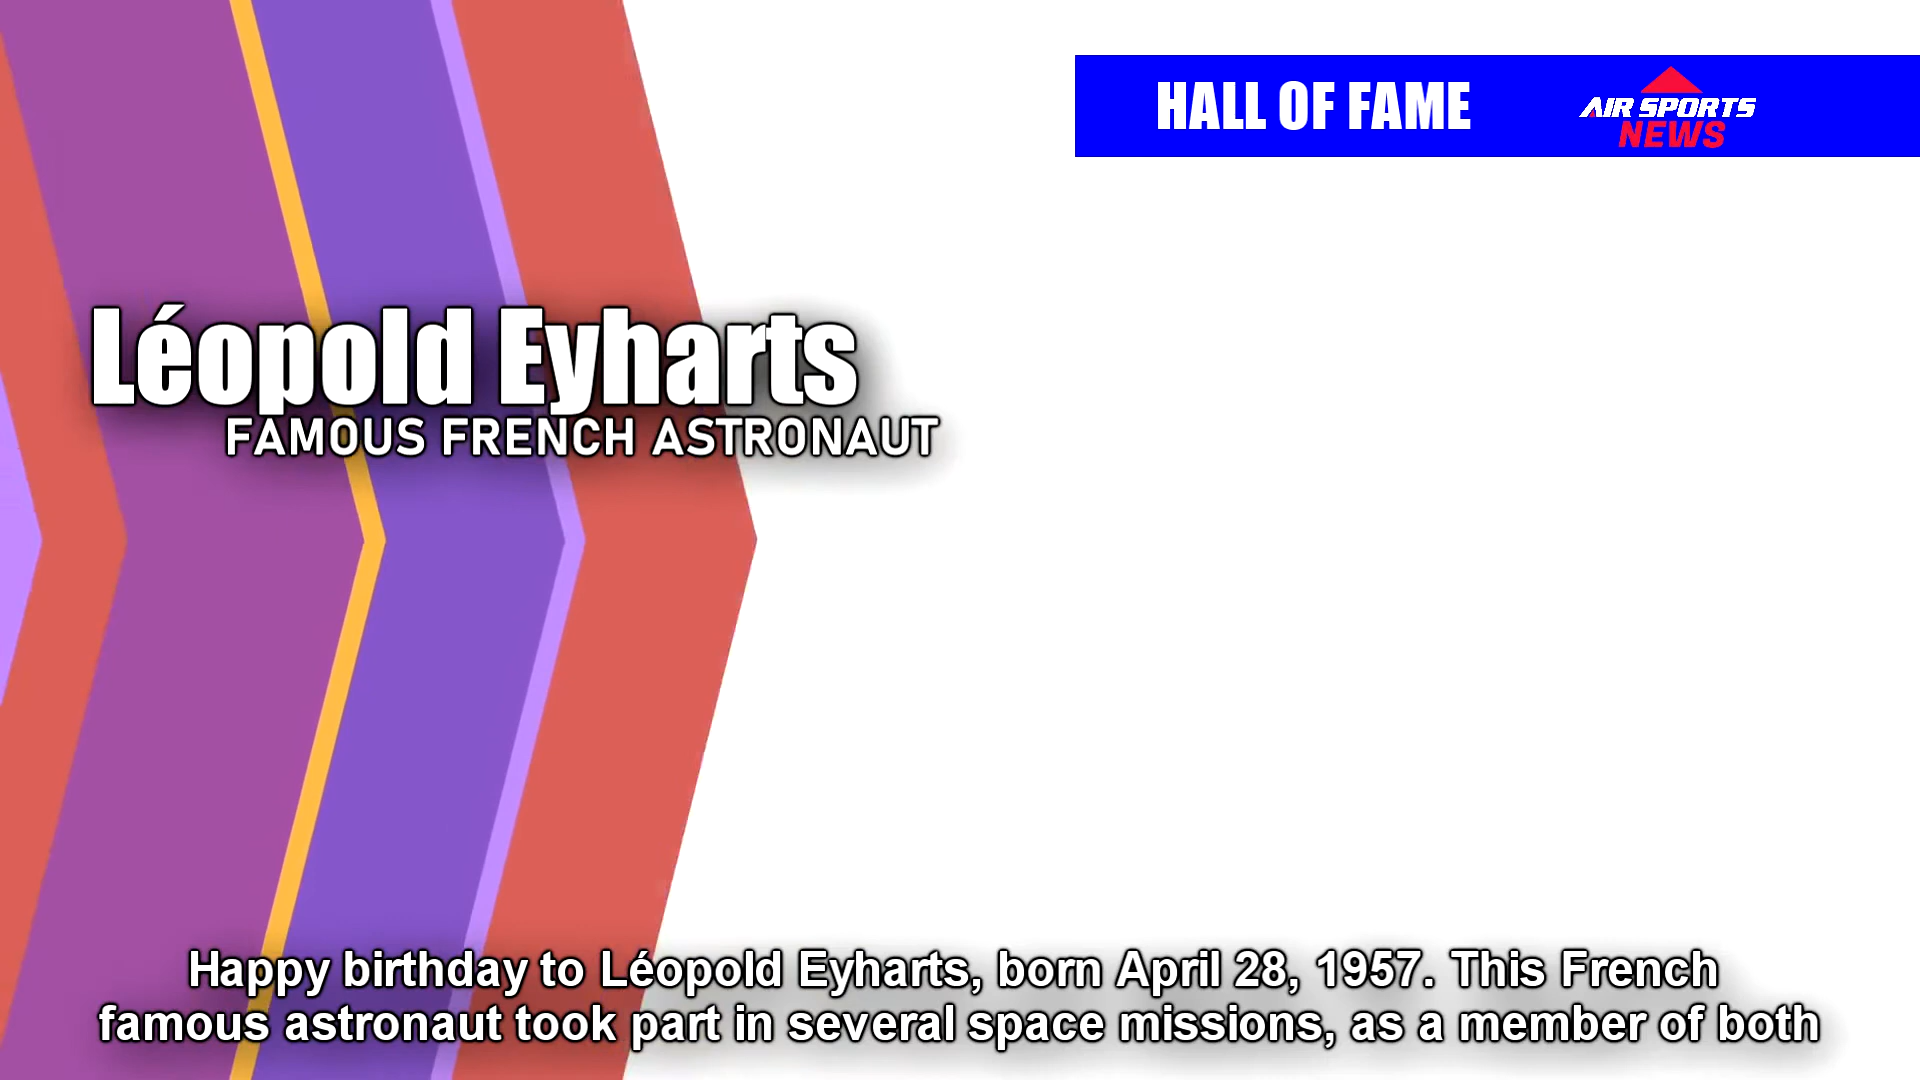 HALL OF FAME
AIR SPORTS
NEWS
Léopold Eyharts
FAMOUS FRENCH ASTRONAUT
Happy birthday to Léopold Eyharts, born April 28, 1957. This French
famous astronaut took part in several space missions, as a member of both